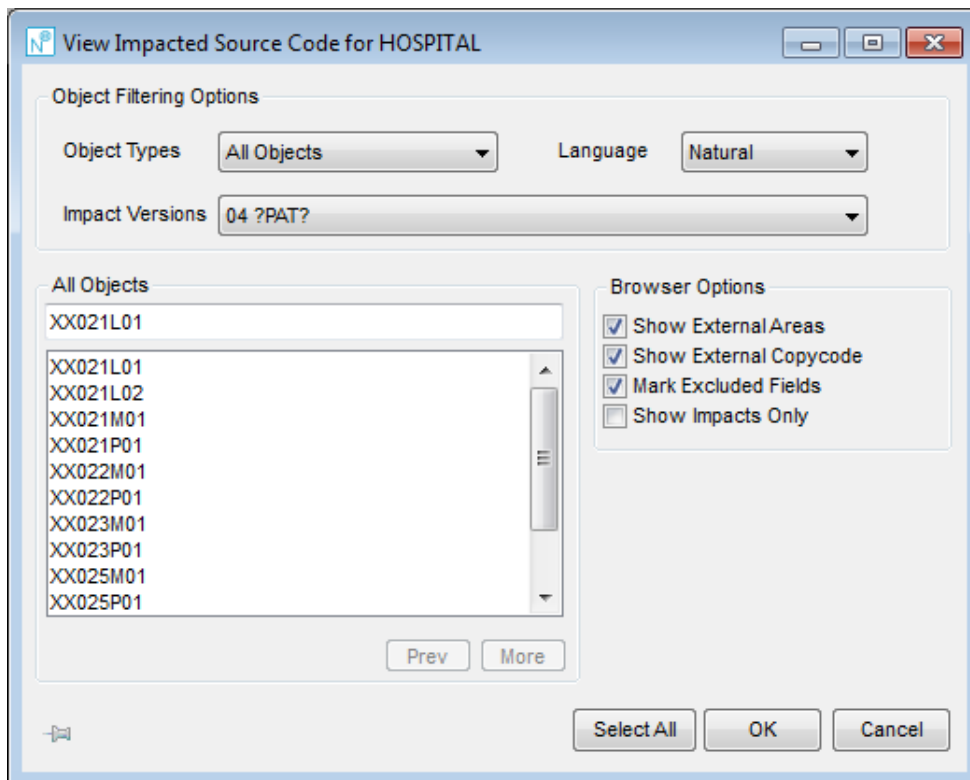 View Impacted Source Code for HOSPITAL
Object Filtering Options
Object Types All Objects Language Natural
Impact Versions 04 ?PAT?
All Objects
XX021L01
XX021L01
XX021L02
XX021M01
XX021P01
XX022M01
XX022P01
XX023M01
XX023P01
XX025M01
XX025P01
Prev More
Browser Options
Show External Areas
Show External Copycode
Mark Excluded Fields
Show Impacts Only
Select All OK Cancel